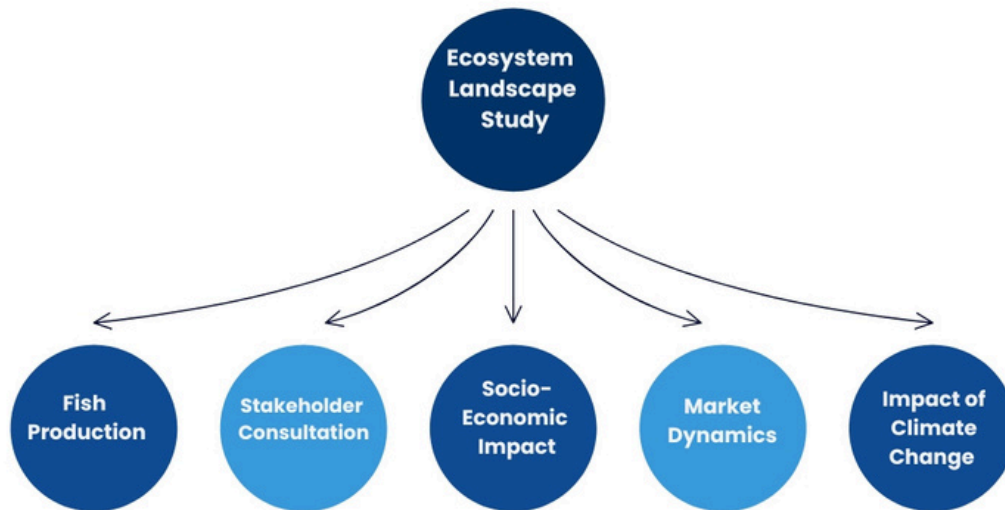 Ecosystem
Landscape
Study
Fish
Production
Stakeholder
Consultation
Socio-
Economic
Impact
Market
Dynamics
Impact of
Climate
Change